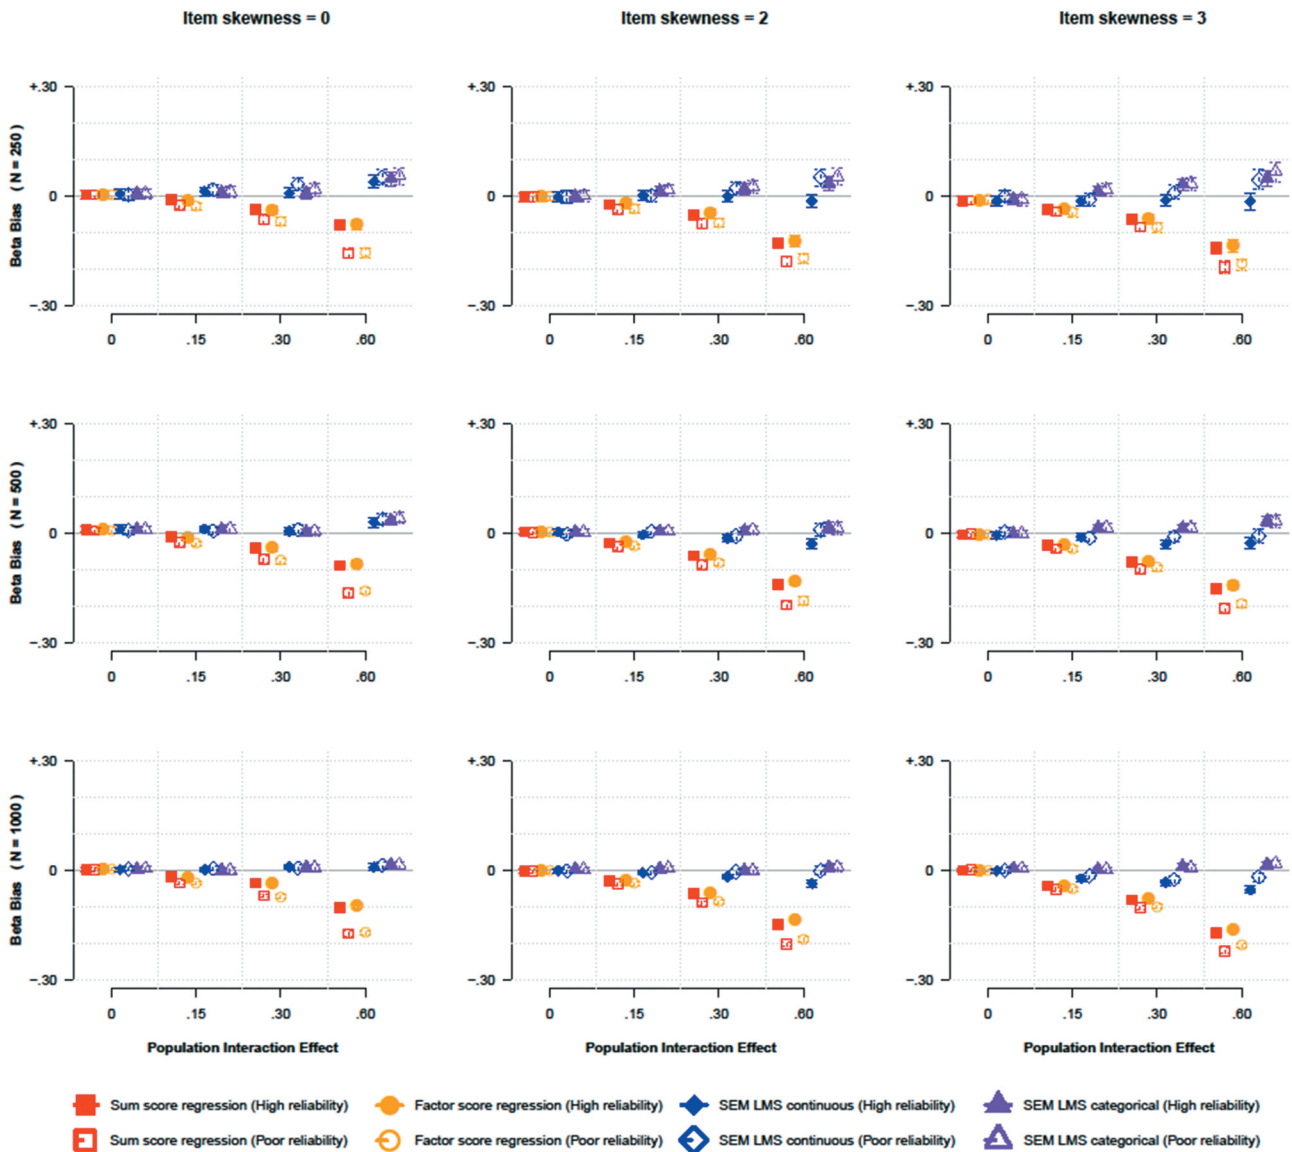 Item skewness = 0 Item skewness = 2 Item skewness = 3
Beta Bias ( N = 250 )
+.30 +.30 +.30
0 0 0
−.30 −.30 −.30
0 .15 .30 .60 0 .15 .30 .60 0 .15 .30 .60
Beta Bias ( N = 500 )
+.30 +.30 +.30
0 0 0
−.30 −.30 −.30
0 .15 .30 .60 0 .15 .30 .60 0 .15 .30 .60
Beta Bias ( N = 1000 )
+.30 +.30 +.30
0 0 0
−.30 −.30 −.30
0 .15 .30 .60 0 .15 .30 .60 0 .15 .30 .60
Population Interaction Effect Population Interaction Effect Population Interaction Effect
Sum score regression (High reliability) Factor score regression (High reliability) SEM LMS continuous (High reliability) SEM LMS categorical (High reliability)
Sum score regression (Poor reliability) Factor score regression (Poor reliability) SEM LMS continuous (Poor reliability) SEM LMS categorical (Poor reliability)